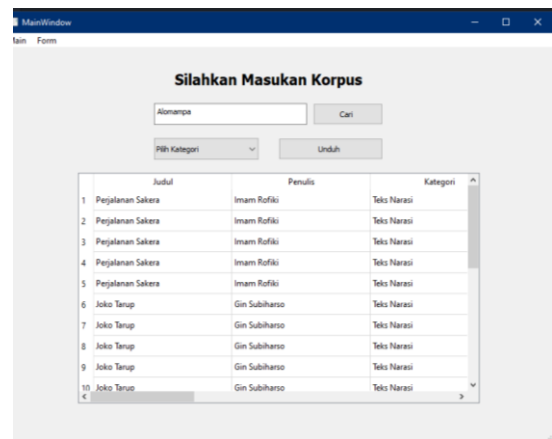 MainWindow
Main Form
Silahkan Masukan Korpus
Alomampa Cari
Pilih Kategori Unduh
Judul Penulis Kategori
1 Perjalanan Sakera Imam Rofiki Teks Narasi
2 Perjalanan Sakera Imam Rofiki Teks Narasi
3 Perjalanan Sakera Imam Rofiki Teks Narasi
4 Perjalanan Sakera Imam Rofiki Teks Narasi
5 Perjalanan Sakera Imam Rofiki Teks Narasi
6 Joko Tarup Gin Subiharso Teks Narasi
7 Joko Tarup Gin Subiharso Teks Narasi
8 Joko Tarup Gin Subiharso Teks Narasi
9 Joko Tarup Gin Subiharso Teks Narasi
10 Joko Tarup Gin Subiharso Teks Narasi